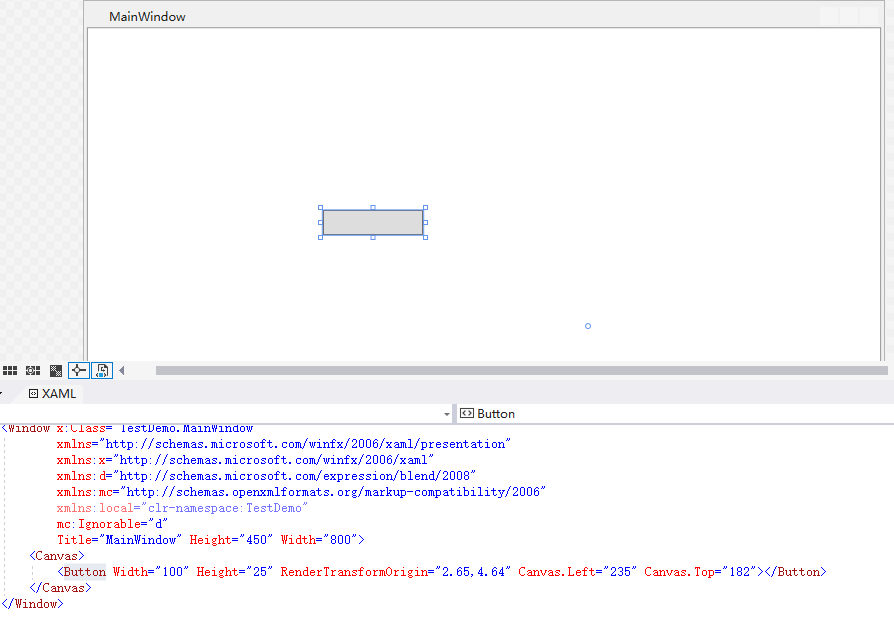 MainWindow
XAML
Button
<Window x:Class="TestDemo.MainWindow"
xmlns="http://schemas.microsoft.com/winfx/2006/xaml/presentation"
xmlns:x="http://schemas.microsoft.com/winfx/2006/xaml"
xmlns:d="http://schemas.microsoft.com/expression/blend/2008"
xmlns:mc="http://schemas.openxmlformats.org/markup-compatibility/2006"
xmlns:local="clr-namespace:TestDemo"
mc:Ignorable="d"
Title="MainWindow" Height="450" Width="800">
<Canvas>
<Button Width="100" Height="25" RenderTransformOrigin="2.65,4.64" Canvas.Left="235" Canvas.Top="182"></Button>
</Canvas>
</Window>